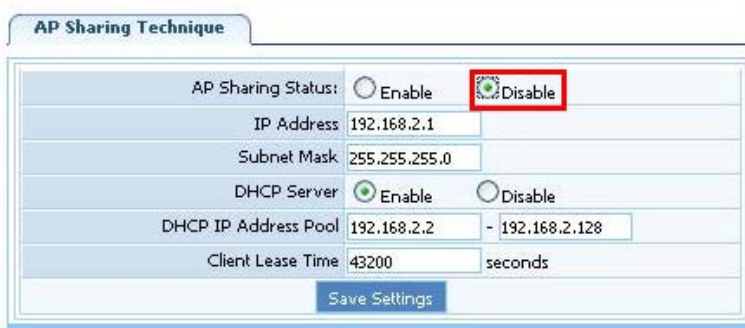 AP Sharing Technique
AP Sharing Status: Enable Disable
IP Address 192.168.2.1
Subnet Mask 255.255.255.0
DHCP Server Enable Disable
DHCP IP Address Pool 192.168.2.2 - 192.168.2.128
Client Lease Time 43200 seconds
Save Settings